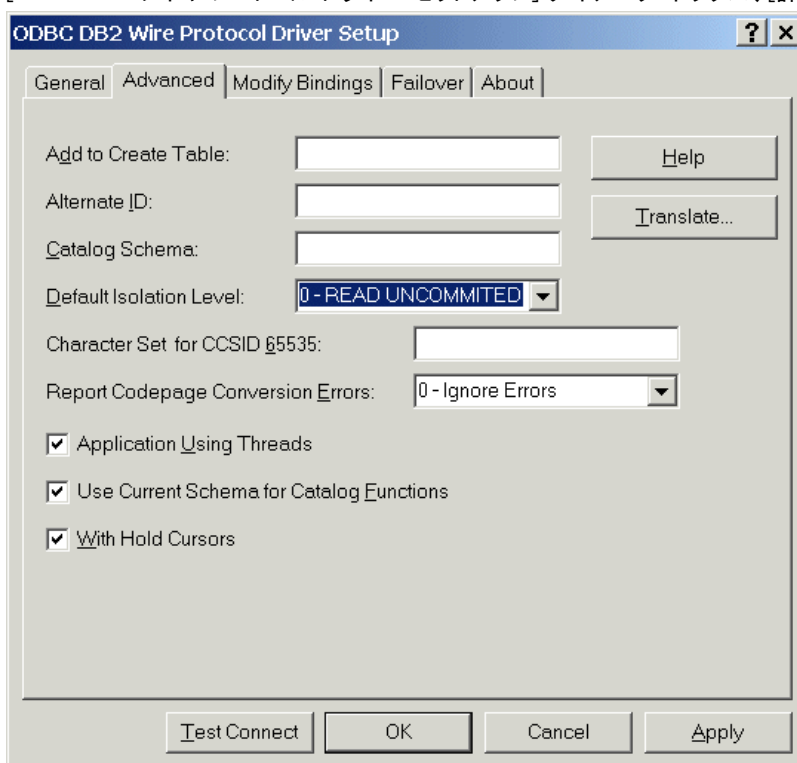 ODBC DB2 Wire Protocol Driver Setup
General Advanced Modify Bindings Failover About
Add to Create Table:
Help
Alternate ID:
Translate...
Catalog Schema:
Default Isolation Level: 0 - READ UNCOMMITED
Character Set for CCSID 65535:
Report Codepage Conversion Errors: 0 - Ignore Errors
Application Using Threads
Use Current Schema for Catalog Functions
With Hold Cursors
Test Connect OK Cancel Apply